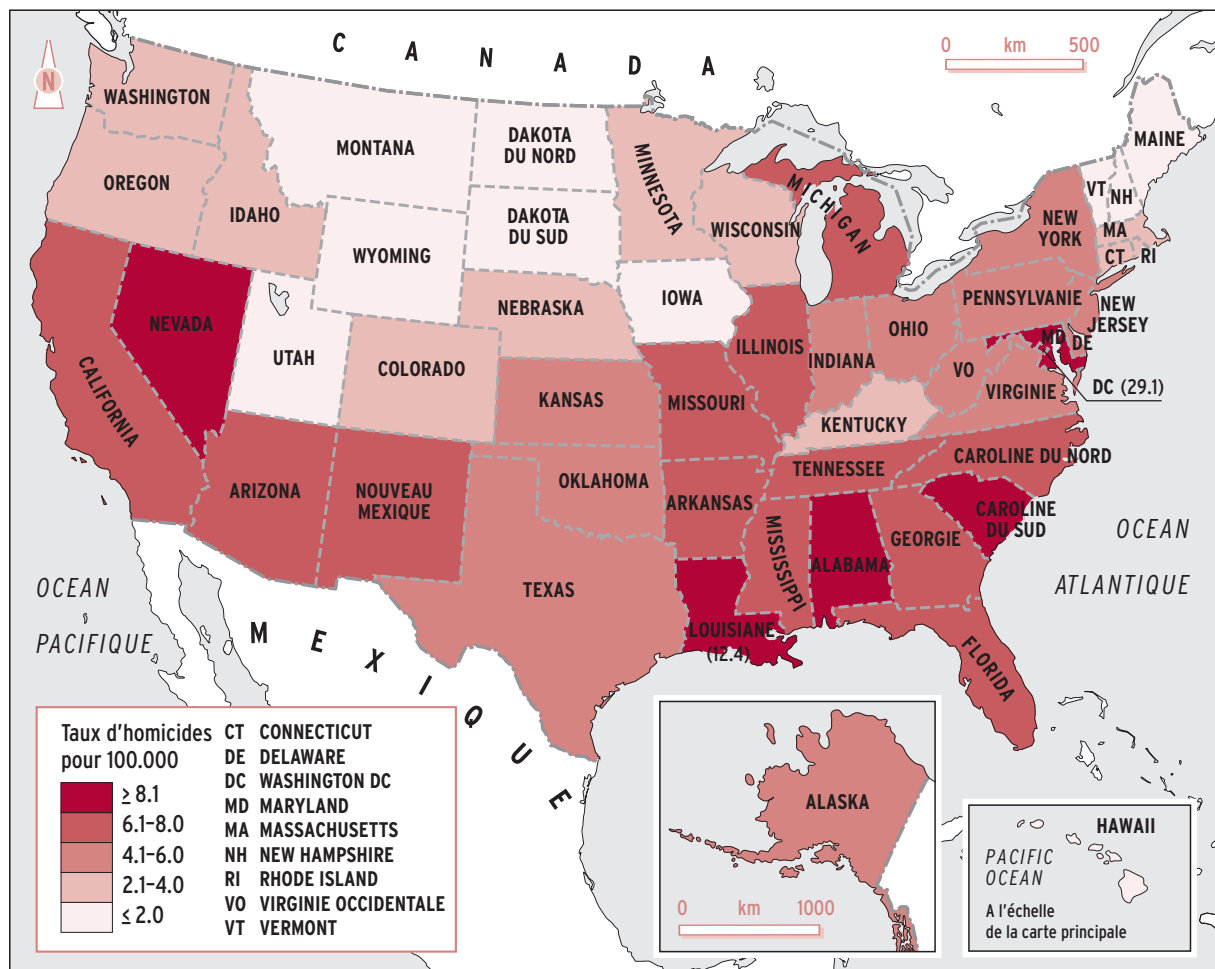 C A N A D A
0 km 500
N
WASHINGTON
MONTANA
DAKOTA
DU NORD
MINNESOTA
MAINE
OREGON
IDAHO
DAKOTA
DU SUD
WISCONSIN
MICHIGAN
VT
NH
NEW
YORK
MA
CT
RI
WYOMING
NEVADA
UTAH
NEBRASKA
IOWA
PENNSYLVANIE
NEW
JERSEY
COLORADO
ILLINOIS
INDIANA
OHIO
MD
DE
VO
DC (29.1)
VIRGINIE
CALIFORNIA
KANSAS
MISSOURI
KENTUCKY
CAROLINE DU NORD
ARIZONA
NOUVEAU
MEXIQUE
OKLAHOMA
ARKANSAS
TENNESSEE
CAROLINE
DU SUD
MISSISSIPPI
ALABAMA
GEORGIE
TEXAS
LOUISIANE
(12.4)
FLORIDA
OCEAN
PACIFIQUE
OCEAN
ATLANTIQUE
M E X I Q U E
Taux d'homicides
pour 100.000
≥ 8.1
6.1–8.0
4.1–6.0
2.1–4.0
≤ 2.0
CT CONNECTICUT
DE DELAWARE
DC WASHINGTON DC
MD MARYLAND
MA MASSACHUSETTS
NH NEW HAMPSHIRE
RI RHODE ISLAND
VO VIRGINIE OCCIDENTALE
VT VERMONT
ALASKA
0 km 1000
HAWAII
PACIFIC
OCEAN
A l'échelle
de la carte principale